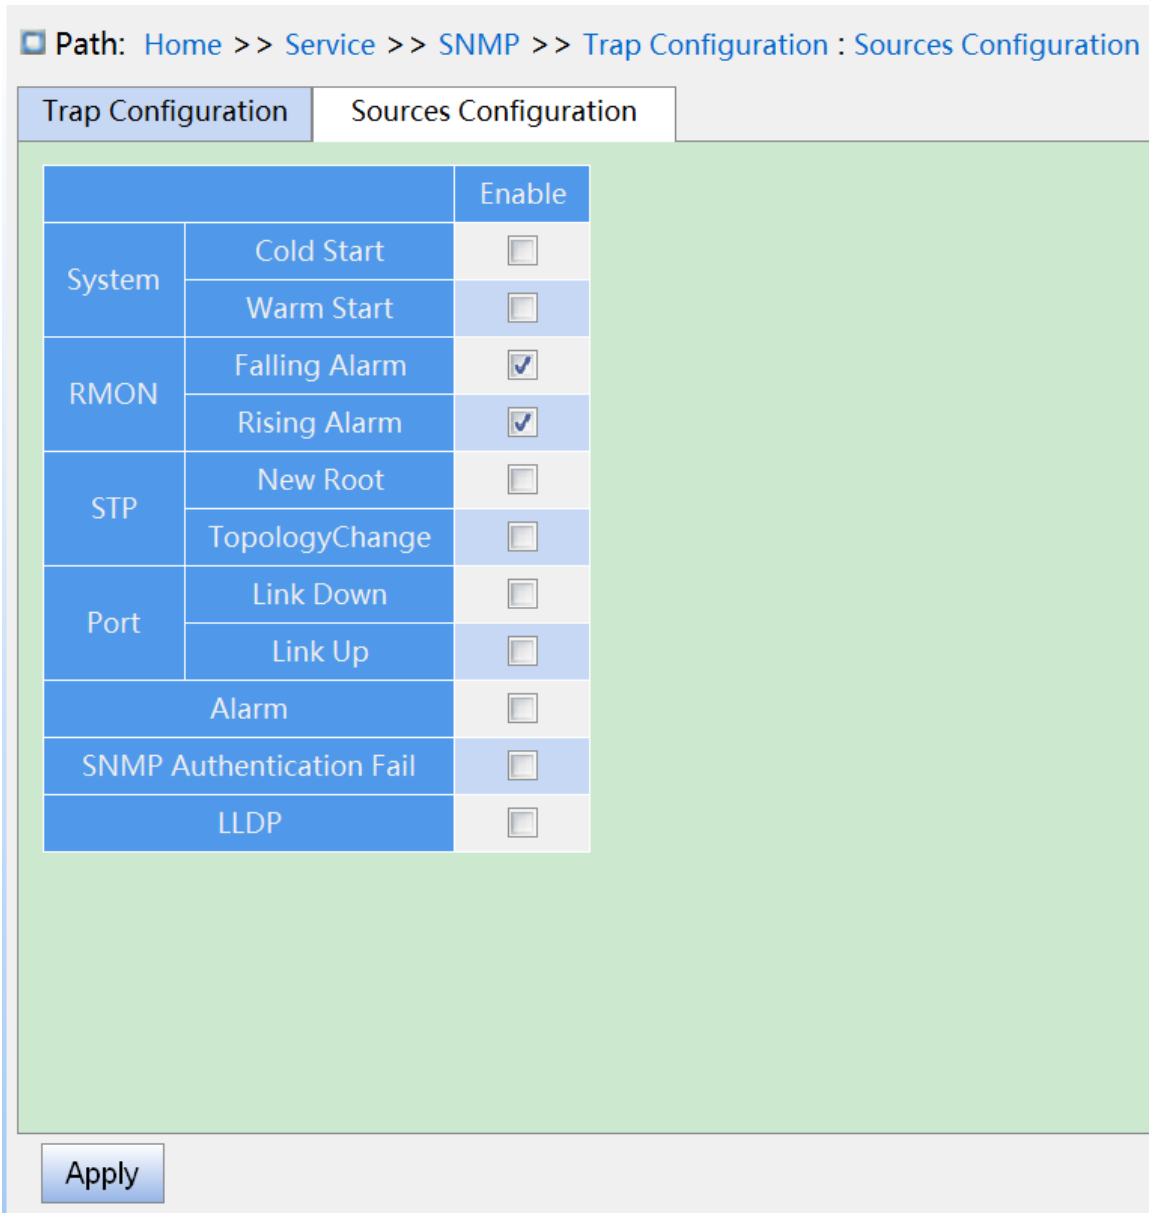 Path: Home >> Service >> SNMP >> Trap Configuration : Sources Configuration
Trap Configuration Sources Configuration
Enable
System
Cold Start
Warm Start
RMON
Falling Alarm
Rising Alarm
STP
New Root
TopologyChange
Port
Link Down
Link Up
Alarm
SNMP Authentication Fail
LLDP
Apply